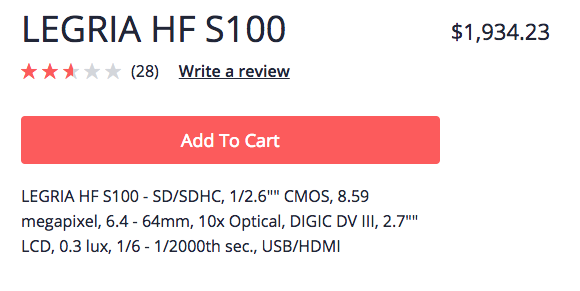 LEGRIA HF S100
$1,934.23
(28) Write a review
Add To Cart
LEGRIA HF S100 - SD/SDHC, 1/2.6"" CMOS, 8.59
megapixel, 6.4 - 64mm, 10x Optical, DIGIC DV III, 2.7""
LCD, 0.3 lux, 1/6 - 1/2000th sec., USB/HDMI